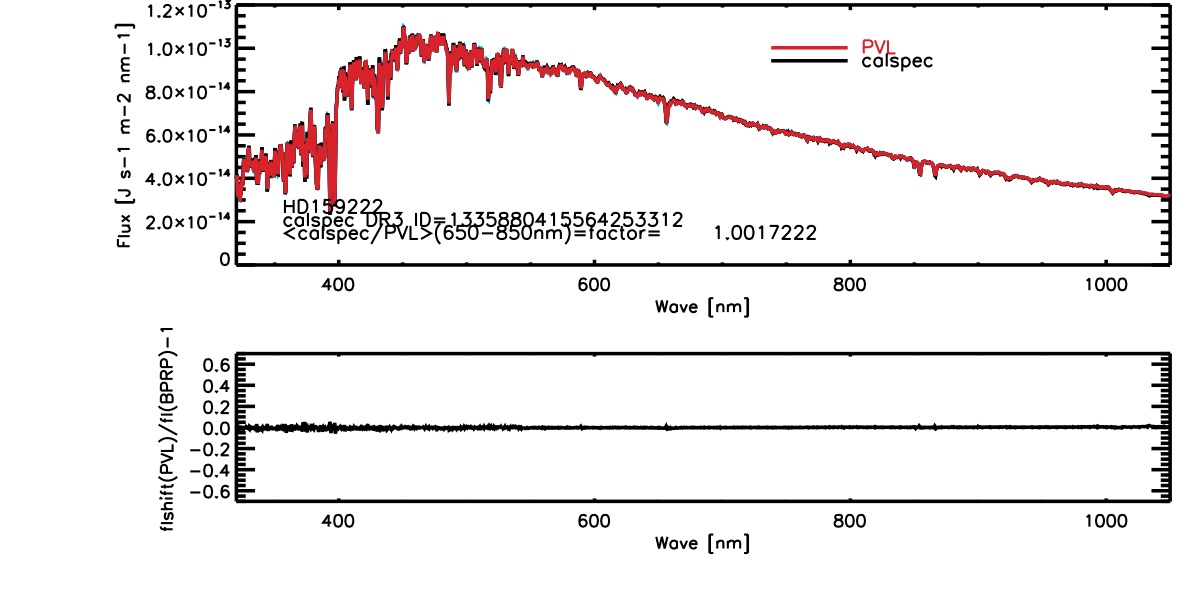 1.2×10⁻¹³
1.0×10⁻¹³
8.0×10⁻¹⁴
6.0×10⁻¹⁴
4.0×10⁻¹⁴
2.0×10⁻¹⁴
0
Flux [J s−1 m−2 nm−1]
PVL
calspec
HD159222
calspec DR3 ID=1335880415564253312
<calspec/PVL>(650−850nm)=factor= 1.0017222
400 600 800 1000
Wave [nm]
flshift(PVL)/fl(BPRP)−1
0.6
0.4
0.2
0.0
−0.2
−0.4
−0.6
400 600 800 1000
Wave [nm]